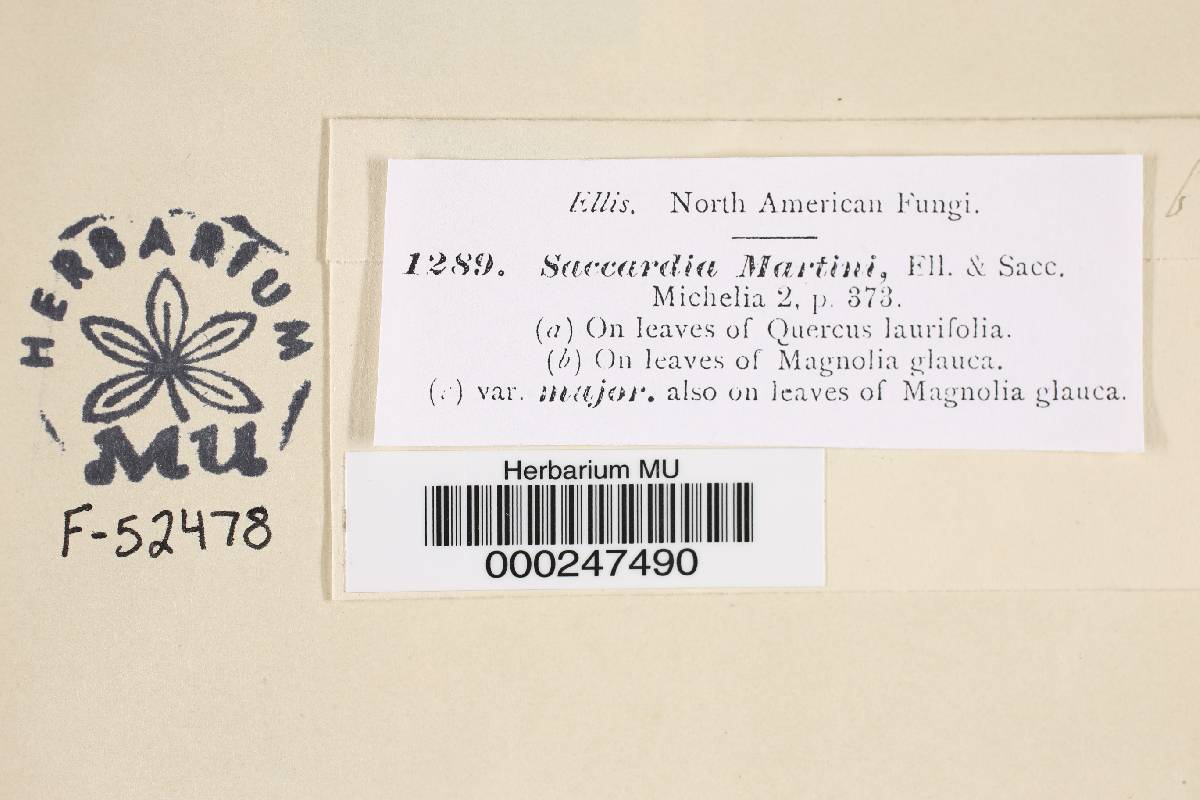 HERBARIUM
MU
F-52478
Ellis. North American Fungi.
1289. Saccardia Martini, Ell. & Sacc.
Michelia 2, p. 373.
(a) On leaves of Quercus laurifolia.
(b) On leaves of Magnolia glauca.
(c) var. major. also on leaves of Magnolia glauca.
Herbarium MU
000247490